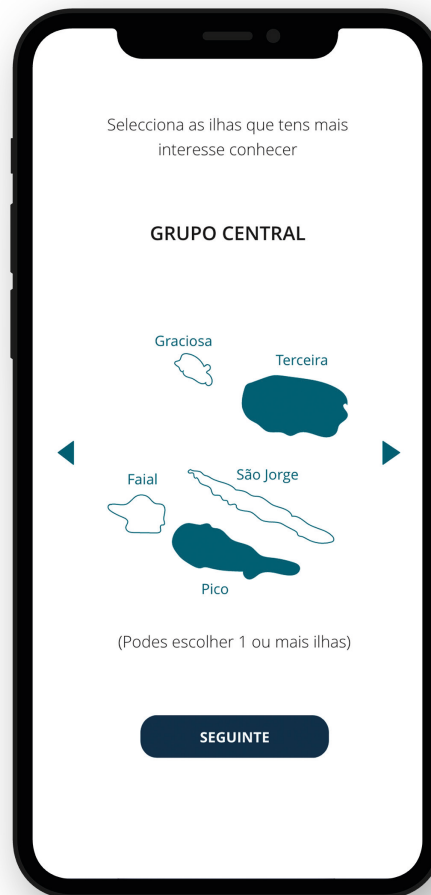 Selecciona as ilhas que tens mais
interesse conhecer
GRUPO CENTRAL
Graciosa
Terceira
Faial
São Jorge
Pico
(Podes escolher 1 ou mais ilhas)
SEGUINTE